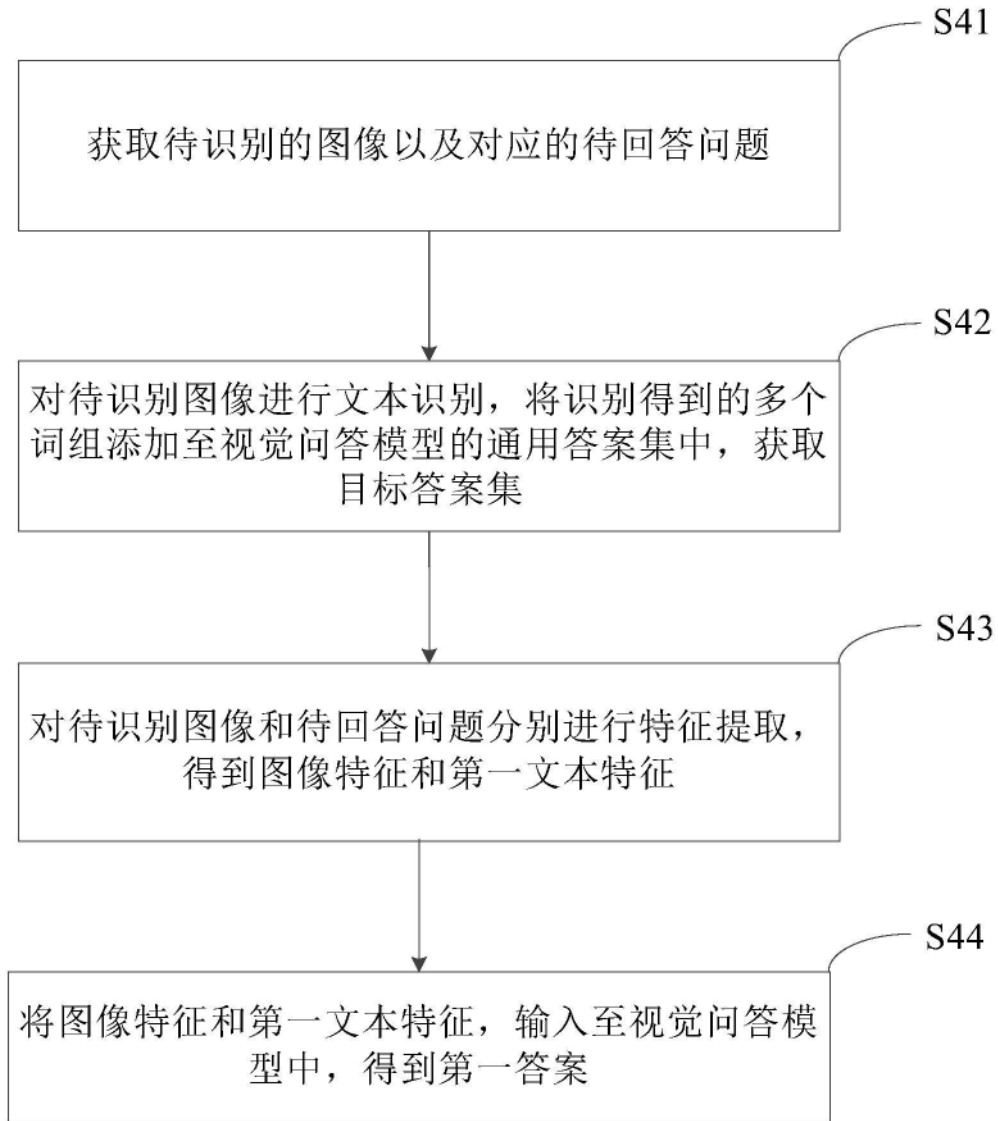 S41
获取待识别的图像以及对应的待回答问题
S42
对待识别图像进行文本识别，将识别得到的多个
词组添加至视觉问答模型的通用答案集中，获取
目标答案集
S43
对待识别图像和待回答问题分别进行特征提取，
得到图像特征和第一文本特征
S44
将图像特征和第一文本特征，输入至视觉问答模
型中，得到第一答案